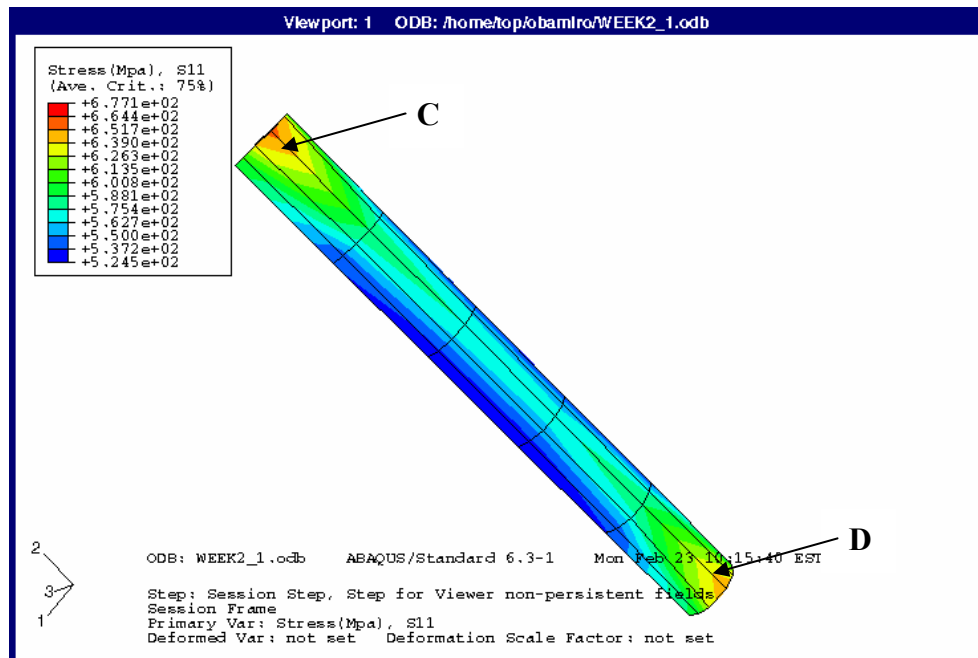 Viewport: 1 ODB: /home/top/obamiro/WEEK2_1.odb
Stress(Mpa), S11
(Ave. Crit.: 75%)
+6.771e+02
+6.644e+02
+6.517e+02
+6.390e+02
+6.263e+02
+6.135e+02
+6.008e+02
+5.881e+02
+5.754e+02
+5.627e+02
+5.500e+02
+5.372e+02
+5.245e+02
C
D
2
3
1
ODB: WEEK2_1.odb ABAQUS/Standard 6.3-1 Mon Feb 23 10:15:40 EST
Step: Session Step, Step for Viewer non-persistent fields
Session Frame
Primary Var: Stress(Mpa), S11
Deformed Var: not set Deformation Scale Factor: not set